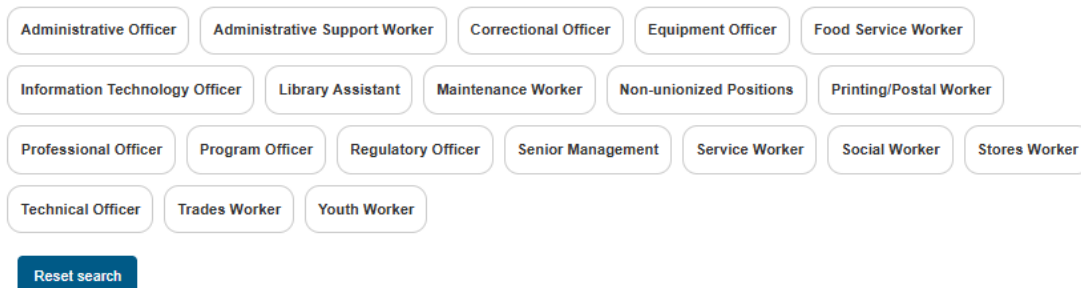 Administrative Officer Administrative Support Worker Correctional Officer Equipment Officer Food Service Worker
Information Technology Officer Library Assistant Maintenance Worker Non-unionized Positions Printing/Postal Worker
Professional Officer Program Officer Regulatory Officer Senior Management Service Worker Social Worker Stores Worker
Technical Officer Trades Worker Youth Worker
Reset search